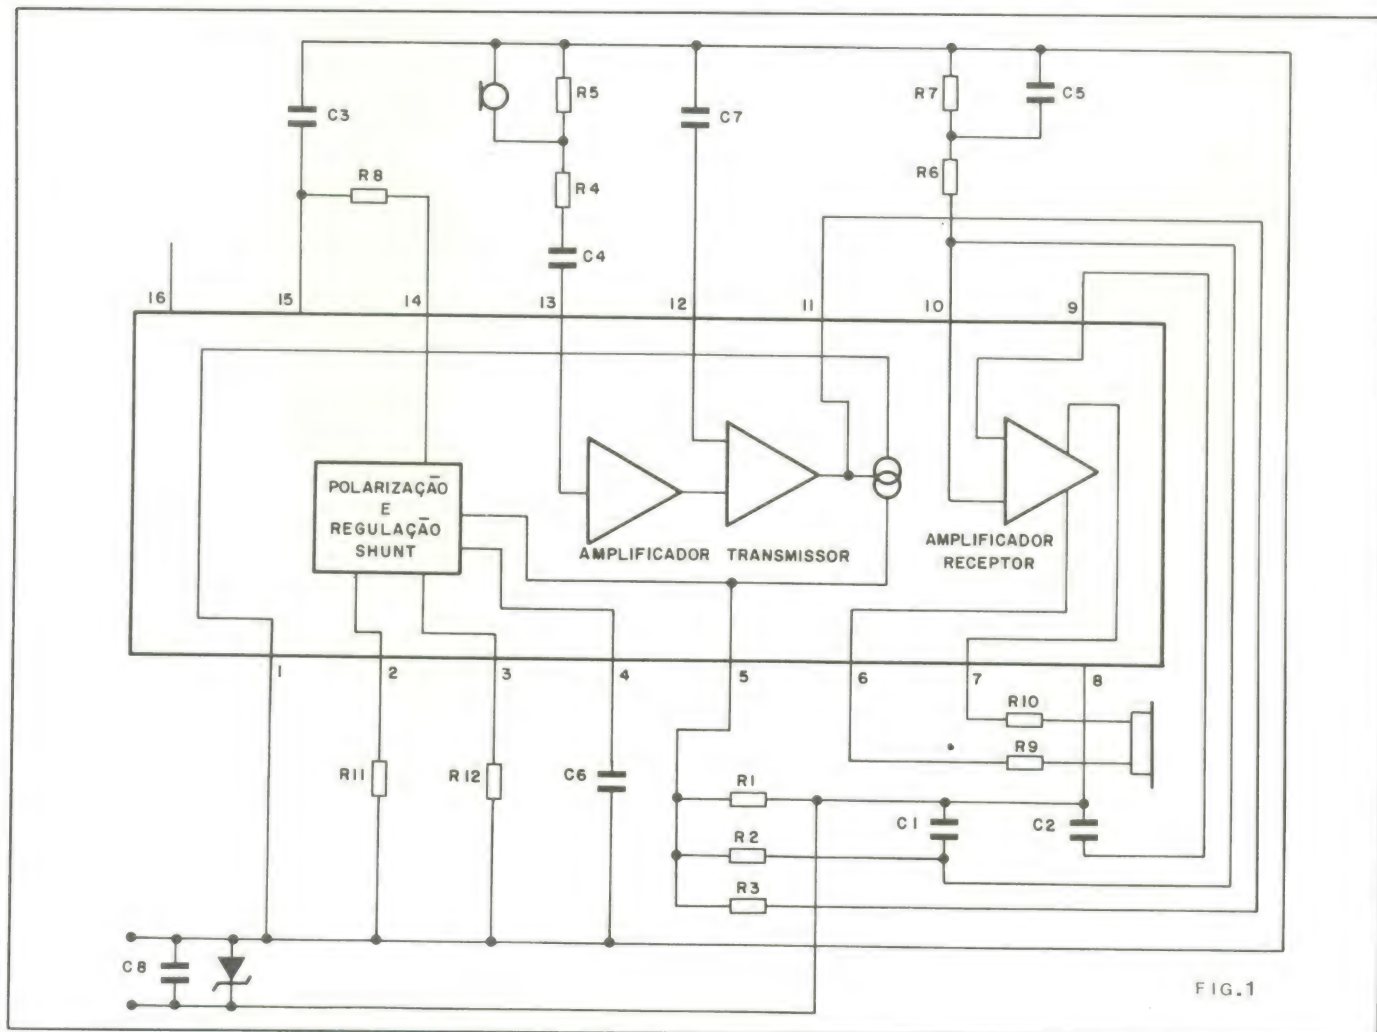 R5
C3
C7
R7
C5
R8
R4
R6
C4
16
15
14
13
12
11
10
9
POLARIZAÇÃO
E
REGULAÇÃO
SHUNT
AMPLIFICADOR TRANSMISSOR
AMPLIFICADOR
RECEPTOR
1
2
3
4
5
6
7
8
R10
R9
R11
R12
C6
R1
C1
C2
R2
R3
C8
FIG.1